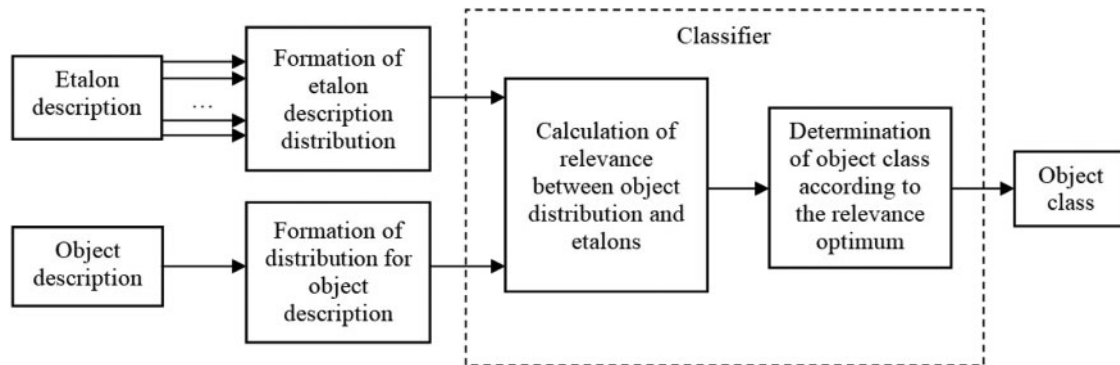 Classifier
Etalon
description
...
Formation of
etalon
description
distribution
Calculation of
relevance
between object
distribution and
etalons
Determination
of object class
according to
the relevance
optimum
Object
class
Object
description
Formation of
distribution for
object
description